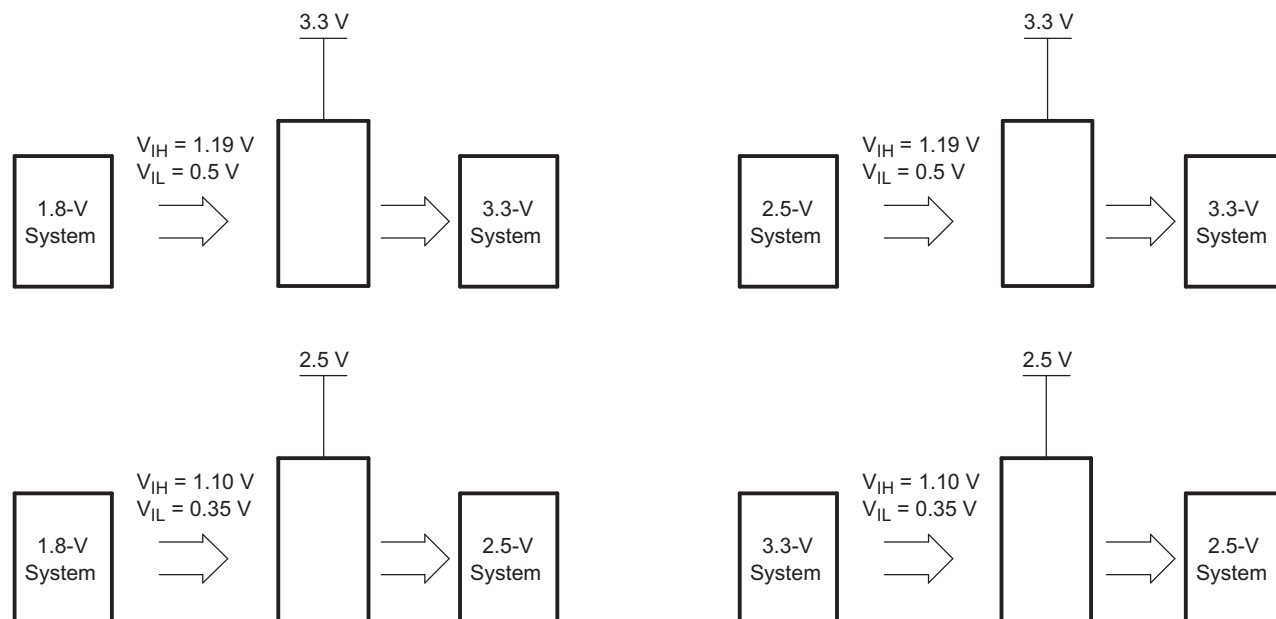 3.3 V
V_IH = 1.19 V
V_IL = 0.5 V
1.8-V
System
3.3-V
System
3.3 V
V_IH = 1.19 V
V_IL = 0.5 V
2.5-V
System
3.3-V
System
2.5 V
V_IH = 1.10 V
V_IL = 0.35 V
1.8-V
System
2.5-V
System
2.5 V
V_IH = 1.10 V
V_IL = 0.35 V
3.3-V
System
2.5-V
System